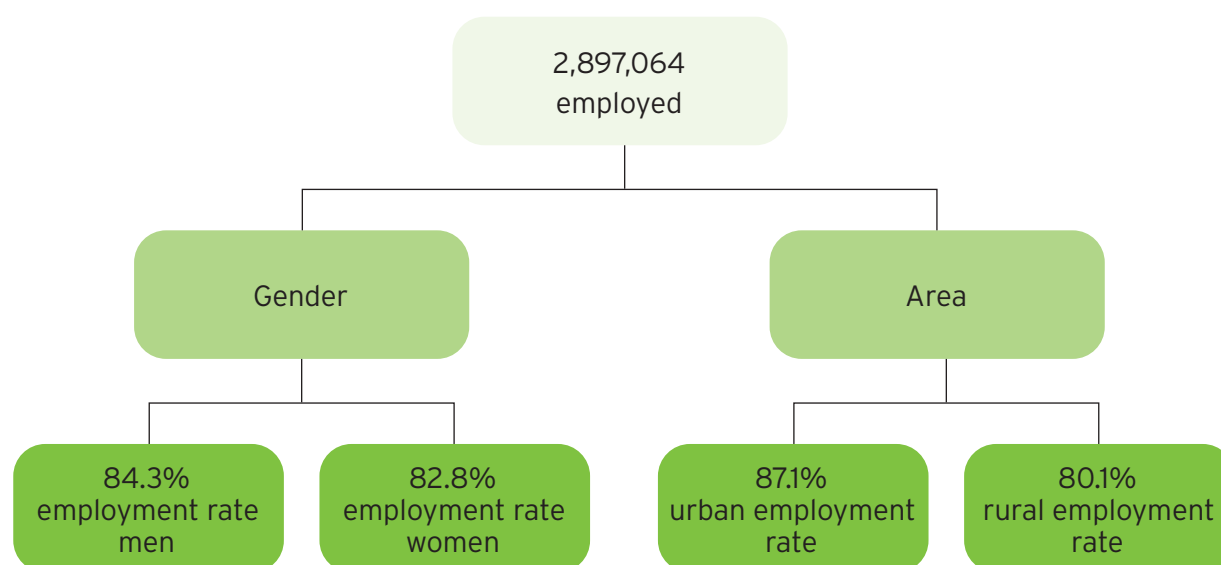 2,897,064
employed
Gender
Area
84.3%
employment rate
men
82.8%
employment rate
women
87.1%
urban employment
rate
80.1%
rural employment
rate